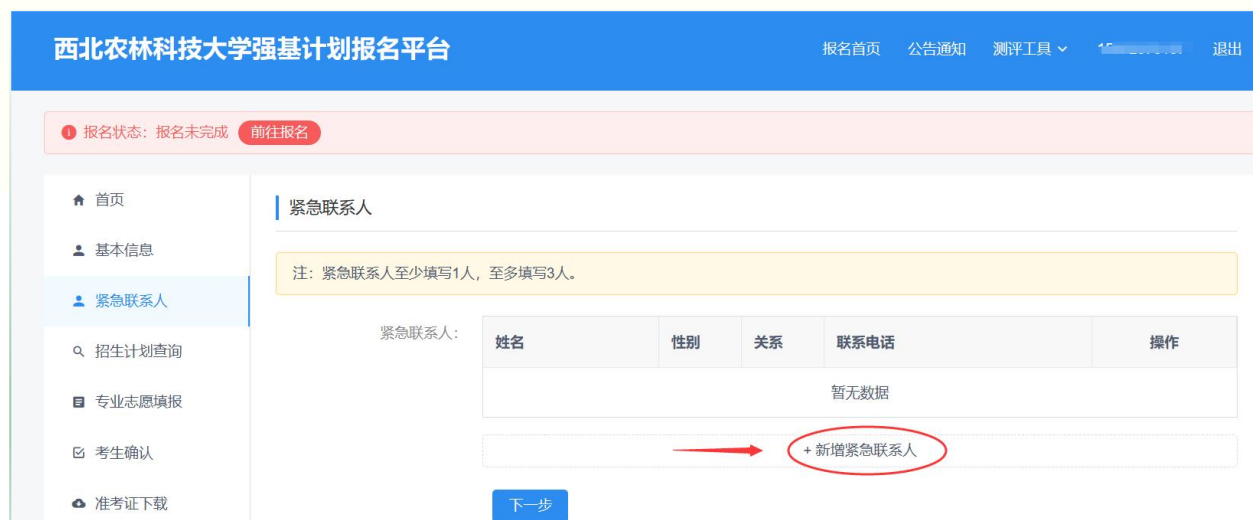 西北农林科技大学强基计划报名平台
报名首页 公告通知 测评工具 退出
报名状态：报名未完成 前往报名
首页
基本信息
紧急联系人
招生计划查询
专业志愿填报
考生确认
准考证下载
紧急联系人
注：紧急联系人至少填写1人，至多填写3人。
紧急联系人：
姓名 性别 关系 联系电话 操作
暂无数据
+ 新增紧急联系人
下一步